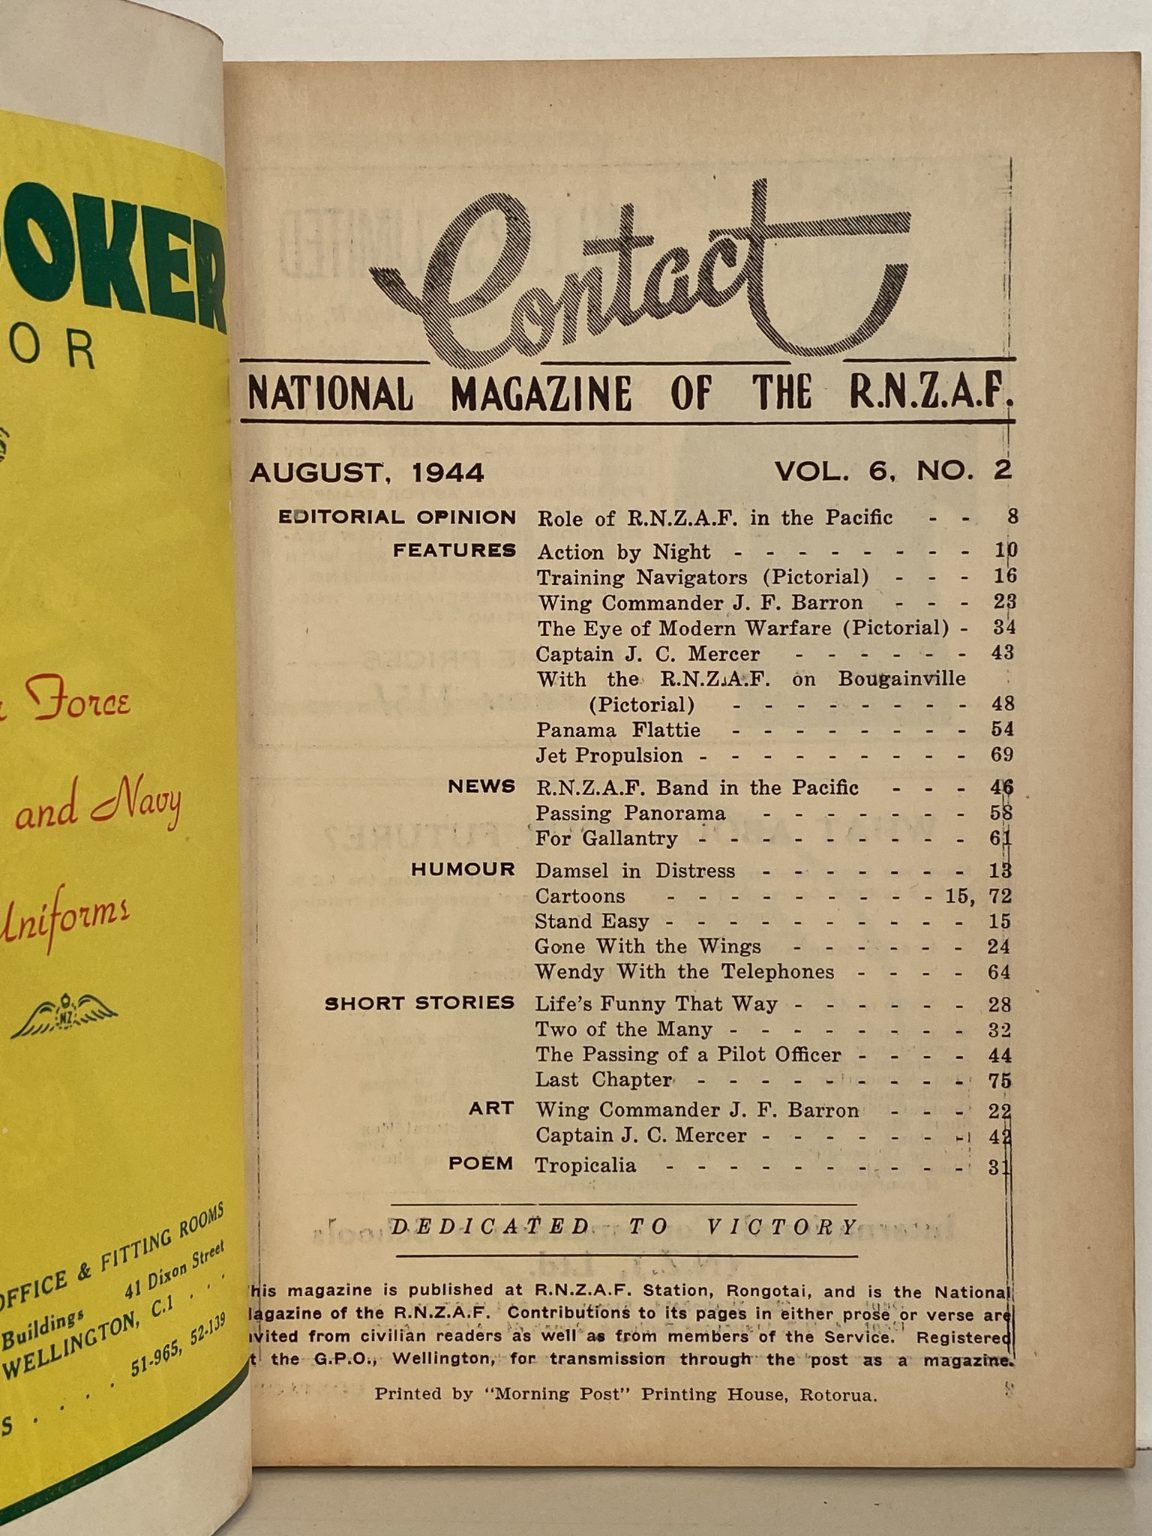 OKER
OR
Force
and Navy
Uniforms
NZ
OFFICE & FITTING ROOMS
Buildings 41 Dixon Street
WELLINGTON, C.1 . . .
. . . . 51-965, 52-139
S . . .
Contact
NATIONAL MAGAZINE OF THE R.N.Z.A.F.
AUGUST, 1944 VOL. 6, NO. 2
EDITORIAL OPINION Role of R.N.Z.A.F. in the Pacific - - 8
FEATURES Action by Night - - - - - - - - 10
Training Navigators (Pictorial) - - - 16
Wing Commander J. F. Barron - - - 23
The Eye of Modern Warfare (Pictorial) - 34
Captain J. C. Mercer - - - - - - 43
With the R.N.Z.A.F. on Bougainville
(Pictorial) - - - - - - - - 48
Panama Flattie - - - - - - - - 54
Jet Propulsion - - - - - - - - - 69
NEWS R.N.Z.A.F. Band in the Pacific - - - 46
Passing Panorama - - - - - - - 58
For Gallantry - - - - - - - - - 61
HUMOUR Damsel in Distress - - - - - - - 13
Cartoons - - - - - - - - - 15, 72
Stand Easy - - - - - - - - - - 15
Gone With the Wings - - - - - - 24
Wendy With the Telephones - - - - 64
SHORT STORIES Life's Funny That Way - - - - - - 28
Two of the Many - - - - - - - - 32
The Passing of a Pilot Officer - - - - 44
Last Chapter - - - - - - - - - 75
ART Wing Commander J. F. Barron - - - 22
Captain J. C. Mercer - - - - - - - 42
POEM Tropicalia - - - - - - - - - - 31
DEDICATED TO VICTORY
his magazine is published at R.N.Z.A.F. Station, Rongotai, and is the National
agazine of the R.N.Z.A.F. Contributions to its pages in either prose or verse are
vited from civilian readers as well as from members of the Service. Registered
t the G.P.O., Wellington, for transmission through the post as a magazine.
Printed by "Morning Post" Printing House, Rotorua.